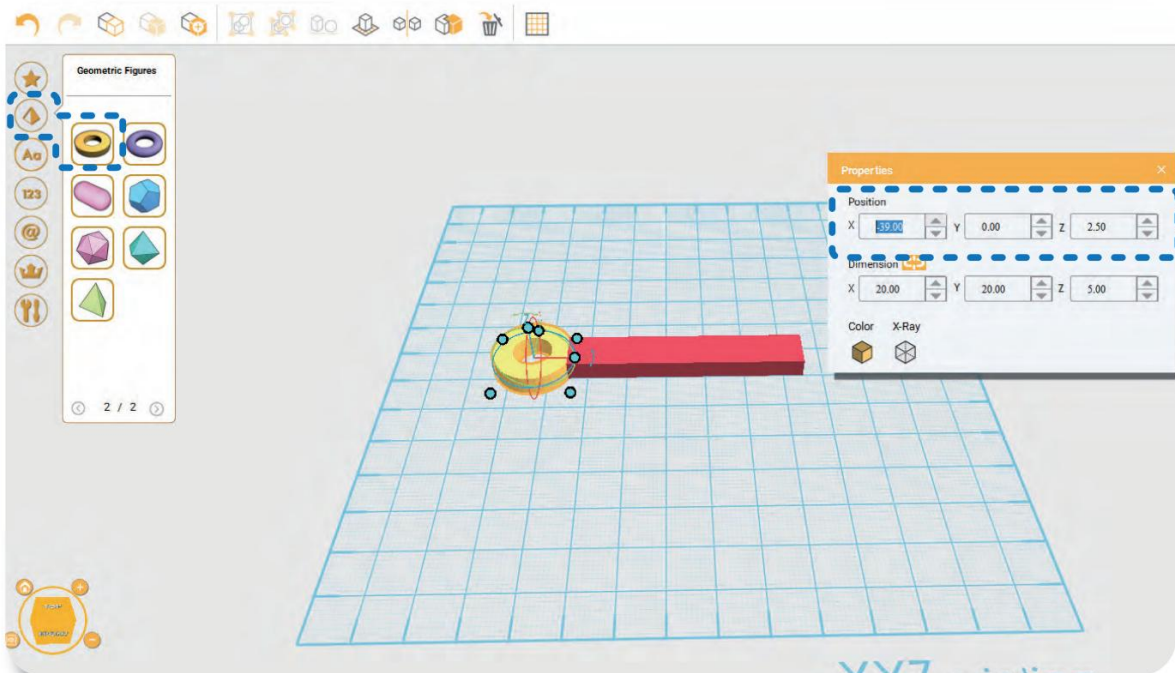 Geometric Figures
Aa
123
@
2 / 2
Properties
Position
X -39.00 Y 0.00 Z 2.50
Dimension
X 20.00 Y 20.00 Z 5.00
Color X-Ray